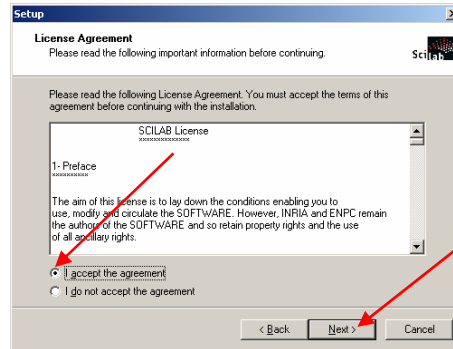 Setup
License Agreement
Please read the following important information before continuing.
Scilab
Please read the following License Agreement. You must accept the terms of this
agreement before continuing with the installation.
SCILAB License
××××××××××××××
1- Preface
××××××××××
The aim of this license is to lay down the conditions enabling you to
use, modify and circulate the SOFTWARE. However, INRIA and ENPC remain
the authors of the SOFTWARE and so retain property rights and the use
of all ancillary rights.
I accept the agreement
I do not accept the agreement
< Back Next > Cancel